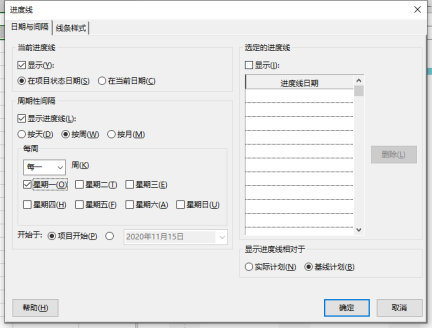 进度线
日期与间隔 线条样式
当前进度线
显示(Y):
在项目状态日期(S) 在当前日期(C)
周期性间隔
显示进度线(L):
按天(D) 按周(W) 按月(M)
每周
每一 周(K)
星期一(O) 星期二(T) 星期三(E)
星期四(H) 星期五(F) 星期六(A) 星期日(U)
开始于: 项目开始(P) 2020年11月15日
选定的进度线
显示(I):
进度线日期
删除(L)
显示进度线相对于
实际计划(N) 基线计划(B)
帮助(H) 确定 取消